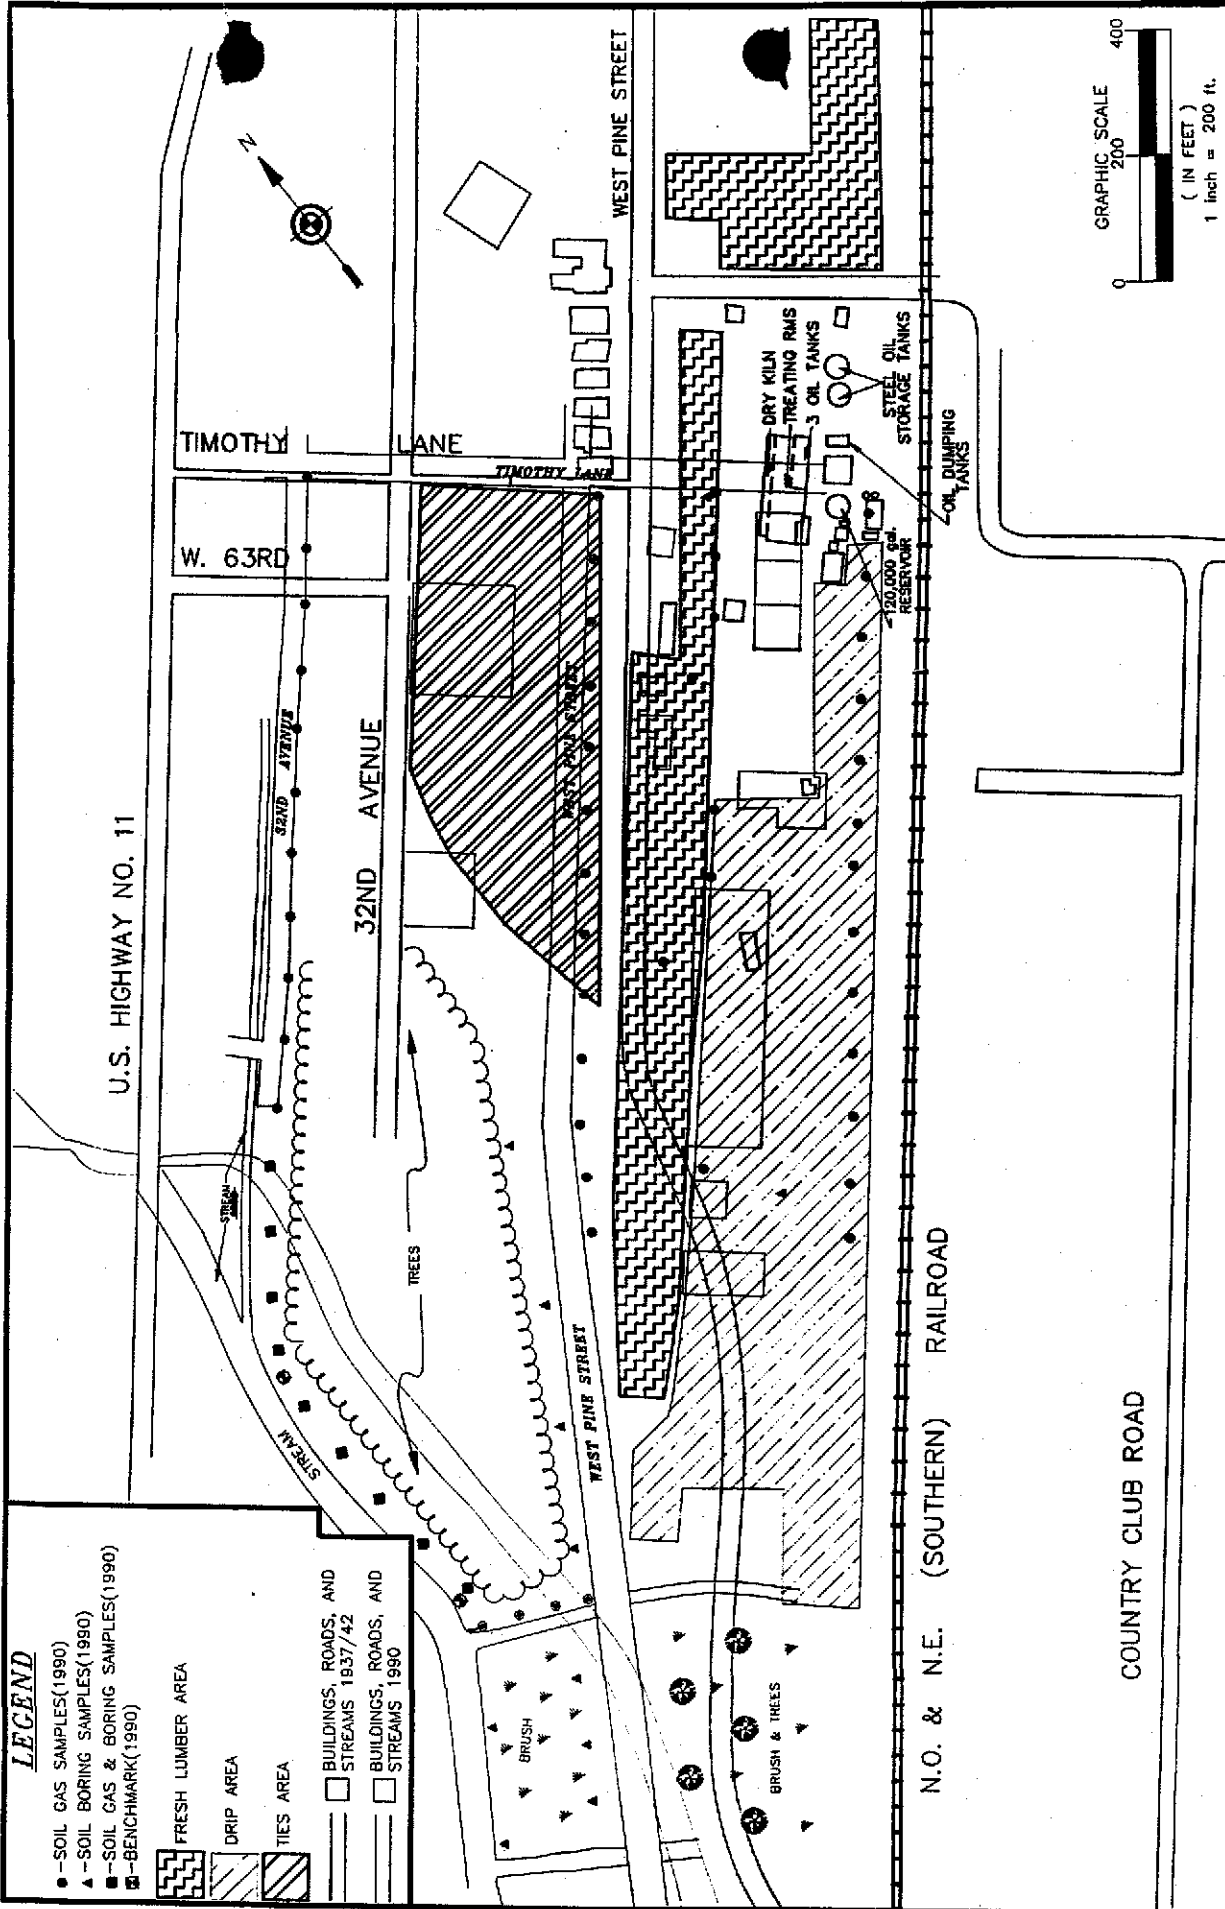 LEGEND
● -SOIL GAS SAMPLES(1990)
▲ -SOIL BORING SAMPLES(1990)
■ -SOIL GAS & BORING SAMPLES(1990)
-BENCHMARK(1990)
FRESH LUMBER AREA
DRIP AREA
TIES AREA
BUILDINGS, ROADS, AND
STREAMS 1937/42
BUILDINGS, ROADS, AND
STREAMS 1990
U.S. HIGHWAY NO. 11
N
TIMOTHY LANE
TIMOTHY LANE
W. 63RD
32ND AVENUE
32ND AVENUE
WEST PINE STREET
WEST PINE STREET
WEST PINE STREET
STREAM
STREAM
TREES
BRUSH
BRUSH & TREES
DRY KILN
TREATING RMS
3 OIL TANKS
STEEL OIL
STORAGE TANKS
OIL DUMPING
TANKS
120,000 gal.
RESERVOIR
N.O. & N.E. (SOUTHERN) RAILROAD
COUNTRY CLUB ROAD
GRAPHIC SCALE
0 200 400
( IN FEET )
1 inch = 200 ft.